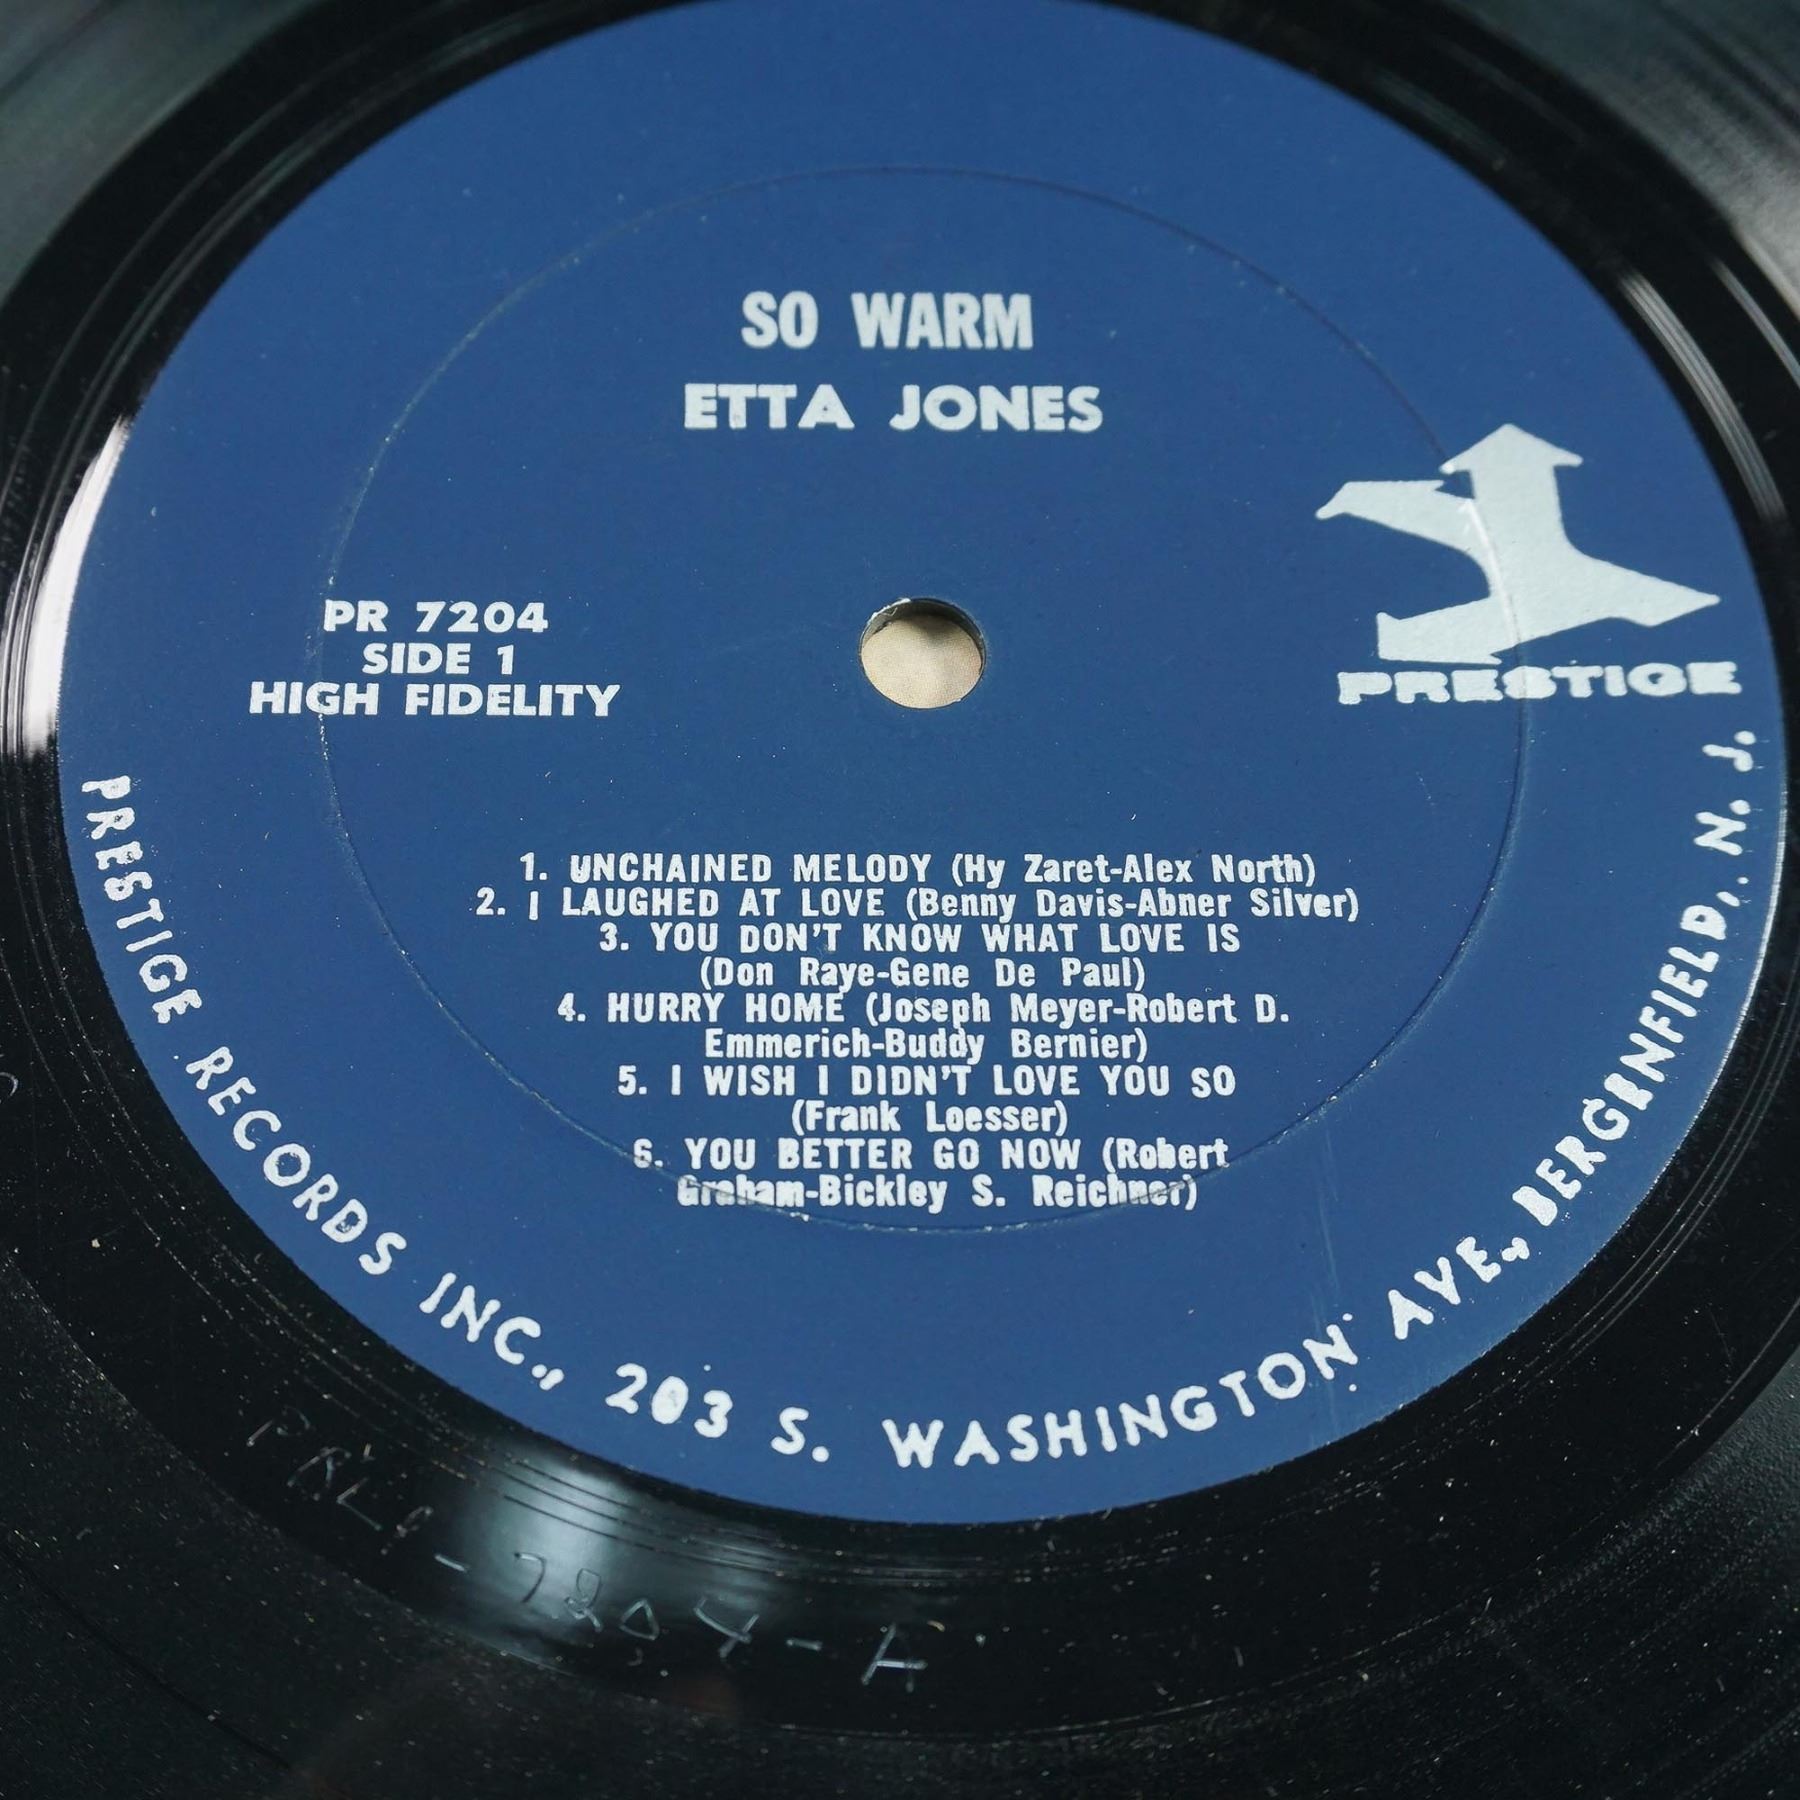 SO WARM
ETTA JONES
PR 7204
SIDE 1
HIGH FIDELITY
PRESTIGE
1. UNCHAINED MELODY (Hy Zaret-Alex North)
2. I LAUGHED AT LOVE (Benny Davis-Abner Silver)
3. YOU DON'T KNOW WHAT LOVE IS
(Don Raye-Gene De Paul)
4. HURRY HOME (Joseph Meyer-Robert D.
Emmerich-Buddy Bernier)
5. I WISH I DIDN'T LOVE YOU SO
(Frank Loesser)
6. YOU BETTER GO NOW (Robert
Graham-Bickley S. Reichner)
PRESTIGE RECORDS INC., 203 S. WASHINGTON AVE., BERGENFIELD, N. J.
PRLP-7204-A